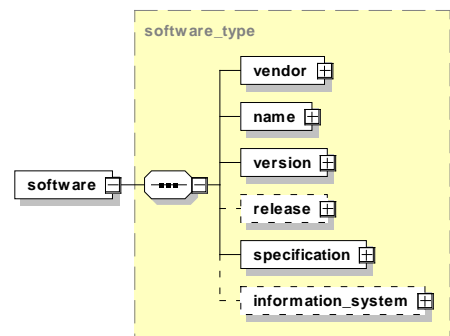 software_type
vendor
name
version
software
release
specification
information_system